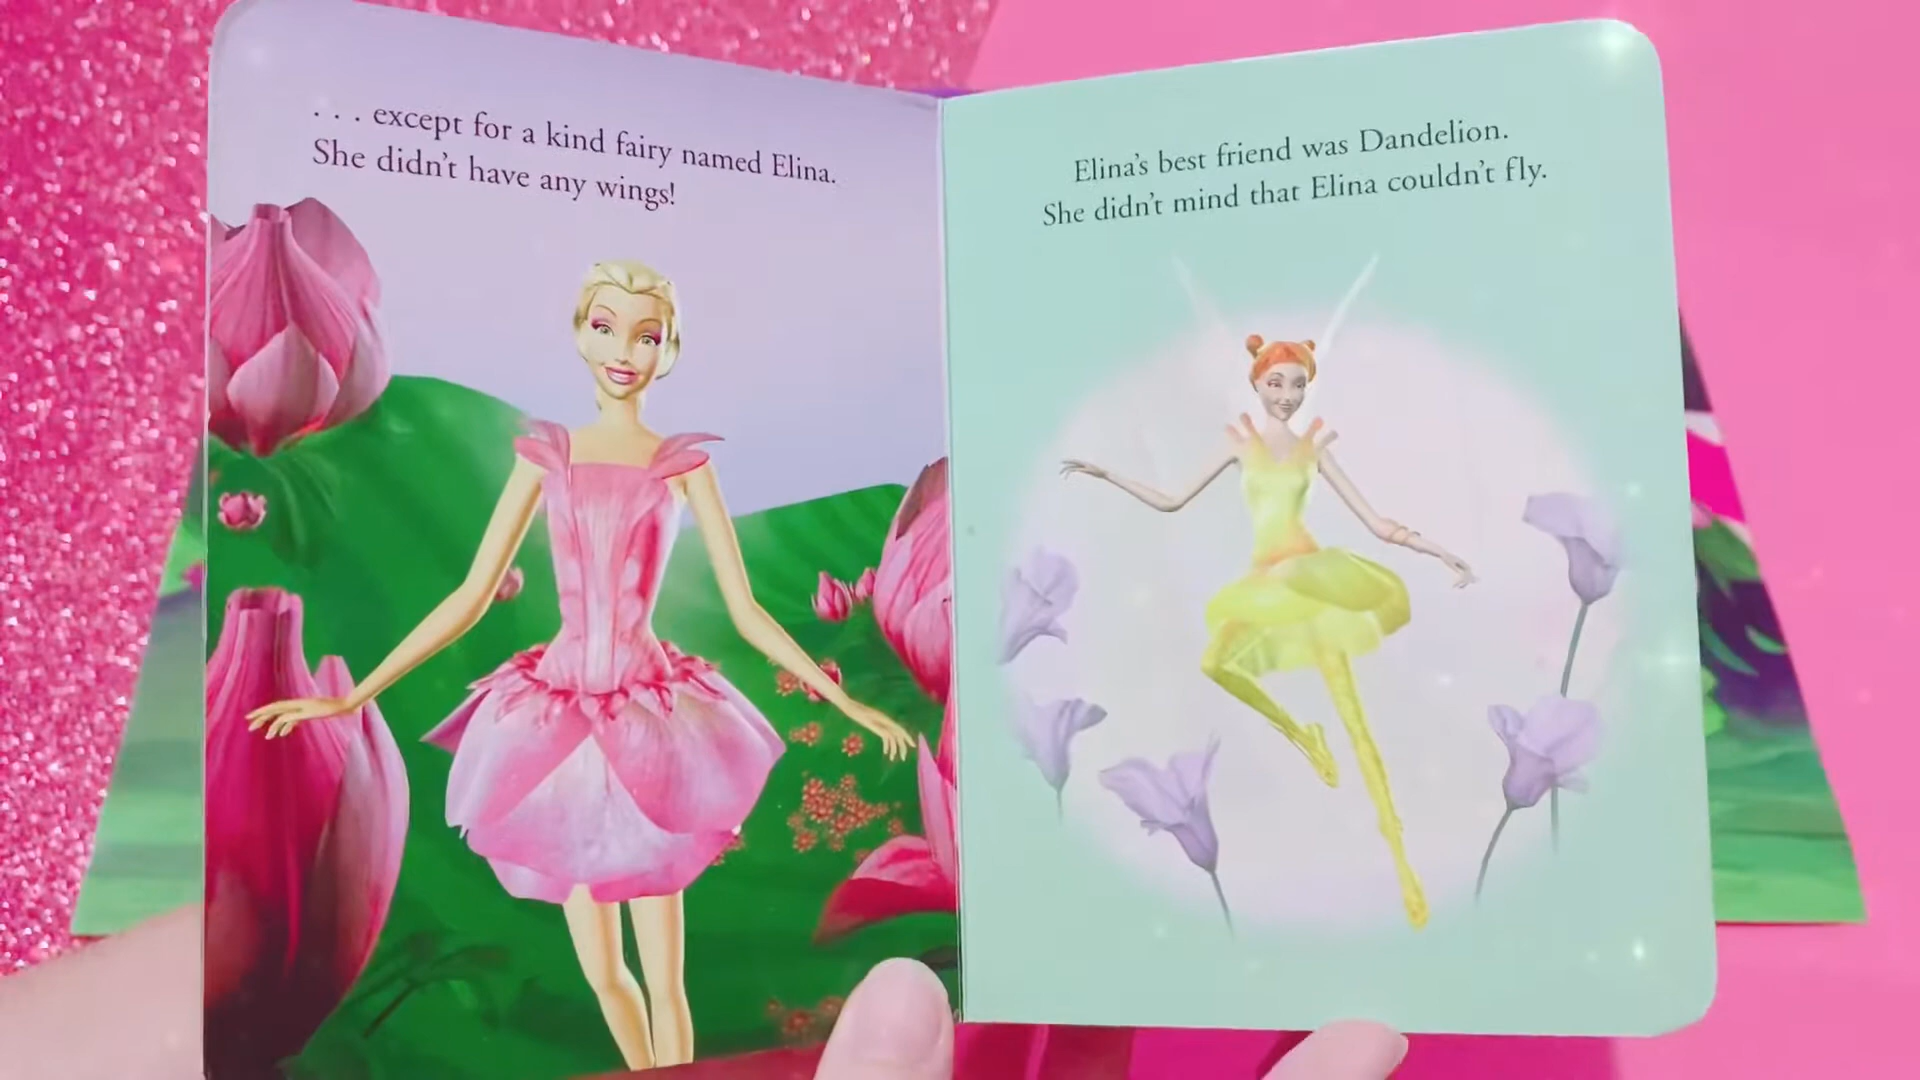 . . . except for a kind fairy named Elina.
She didn't have any wings!
Elina's best friend was Dandelion.
She didn't mind that Elina couldn't fly.